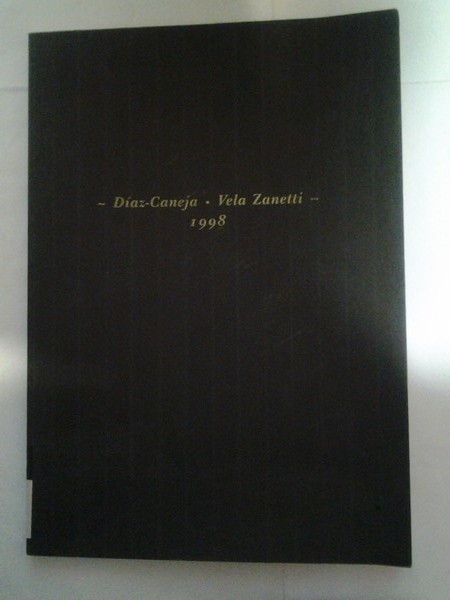 – Díaz-Caneja • Vela Zanetti –
1998